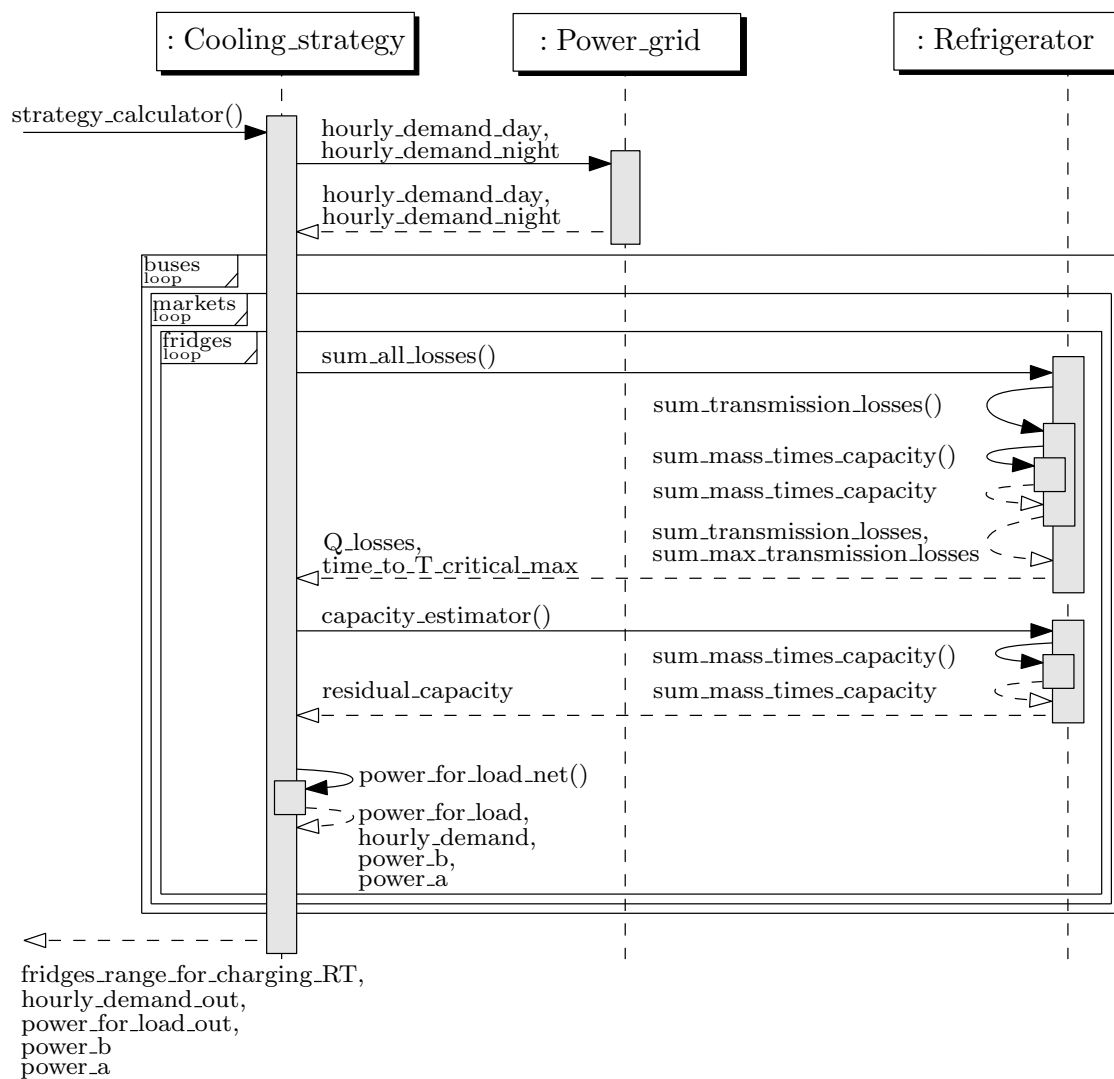 : Cooling_strategy
: Power_grid
: Refrigerator
strategy_calculator()
hourly_demand_day,
hourly_demand_night
hourly_demand_day,
hourly_demand_night
buses
loop
markets
loop
fridges
loop
sum_all_losses()
sum_transmission_losses()
sum_mass_times_capacity()
sum_mass_times_capacity
sum_transmission_losses,
sum_max_transmission_losses
Q_losses,
time_to_T_critical_max
capacity_estimator()
sum_mass_times_capacity()
sum_mass_times_capacity
residual_capacity
power_for_load_net()
power_for_load,
hourly_demand,
power_b,
power_a
fridges_range_for_charging_RT,
hourly_demand_out,
power_for_load_out,
power_b
power_a